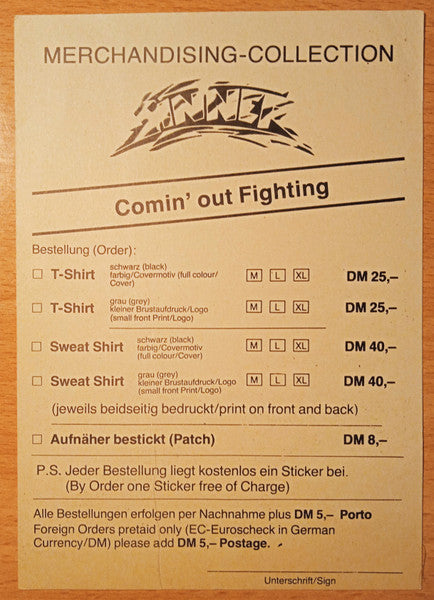 MERCHANDISING-COLLECTION
SINNER
Comin' out Fighting
Bestellung (Order):
T-Shirt schwarz (black) farbig/Covermotiv (full colour/ Cover) M L XL DM 25,–
T-Shirt grau (grey) kleiner Brustaufdruck/Logo (small front Print/Logo) M L XL DM 25,–
Sweat Shirt schwarz (black) farbig/Covermotiv (full colour/Cover) M L XL DM 40,–
Sweat Shirt grau (grey) kleiner Brustaufdruck/Logo (small front Print/Logo) M L XL DM 40,–
(jeweils beidseitig bedruckt/print on front and back)
Aufnäher bestickt (Patch) DM 8,–
P.S. Jeder Bestellung liegt kostenlos ein Sticker bei.
(By Order one Sticker free of Charge)
Alle Bestellungen erfolgen per Nachnahme plus DM 5,– Porto
Foreign Orders pretaid only (EC-Euroscheck in German
Currency/DM) please add DM 5,– Postage.
Unterschrift/Sign